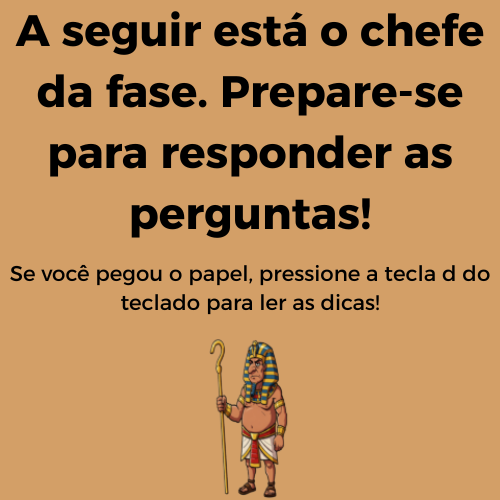 A seguir está o chefe
da fase. Prepare-se
para responder as
perguntas!
Se você pegou o papel, pressione a tecla d do
teclado para ler as dicas!